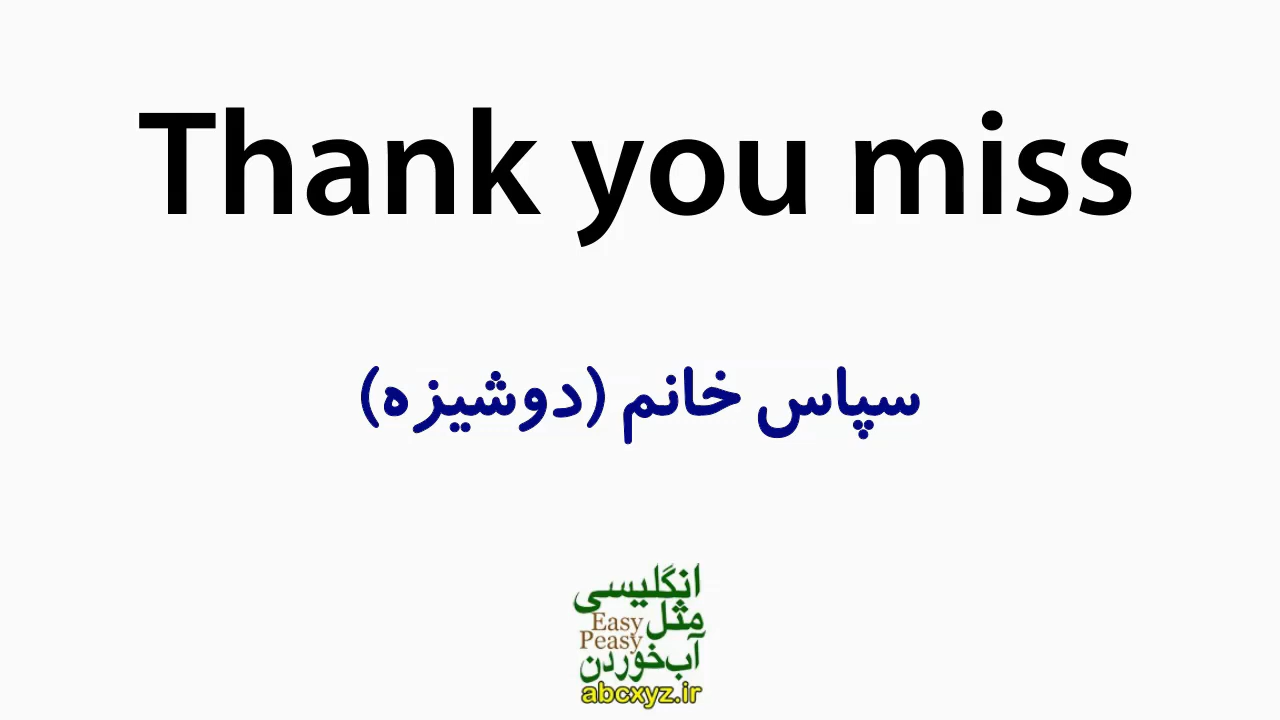 Thank you miss
سپاس خانم (دوشیزه)
انگلیسی
مثل
Easy
Peasy
آب‌خوردن
abcxyz.ir